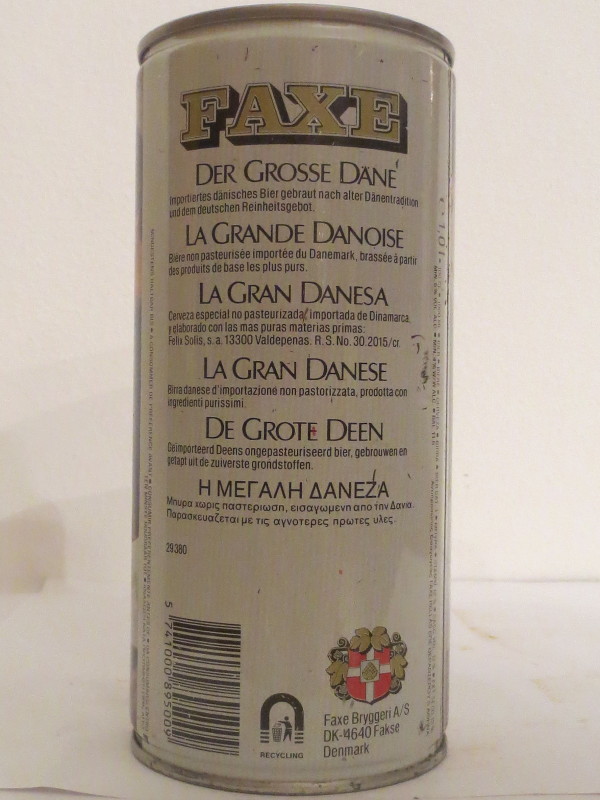 FAXE
DER GROSSE DÄNE
Importiertes dänisches Bier gebraut nach alter Dänentradition
und dem deutschen Reinheitsgebot.
LA GRANDE DANOISE
Bière non pasteurisée importée du Danemark, brassée à partir
des produits de base les plus purs.
LA GRAN DANESA
Cerveza especial no pasteurizada, importada de Dinamarca,
y elaborado con las mas puras materias primas:
Felix Solis, s.a. 13300 Valdepenas. R.S. No. 30.2015/cr.
LA GRAN DANESE
Birra danese d'importazione non pastorizzata, prodotta con
ingredienti purissimi.
DE GROTE DEEN
Geïmporteerd Deens ongepasteuriseerd bier, gebrouwen en
getapt uit de zuiverste grondstoffen.
Η ΜΕΓΑΛΗ ΔΑΝΕΖΑ
Μπυρα χωρις παστεριωση, εισαγωμενη απο την Δανια.
Παρασκευαζεται με τις αγνοτερες πρωτες υλες.
29380
5 741000 895009
RECYCLING
Faxe Bryggeri A/S
DK-4640 Fakse
Denmark